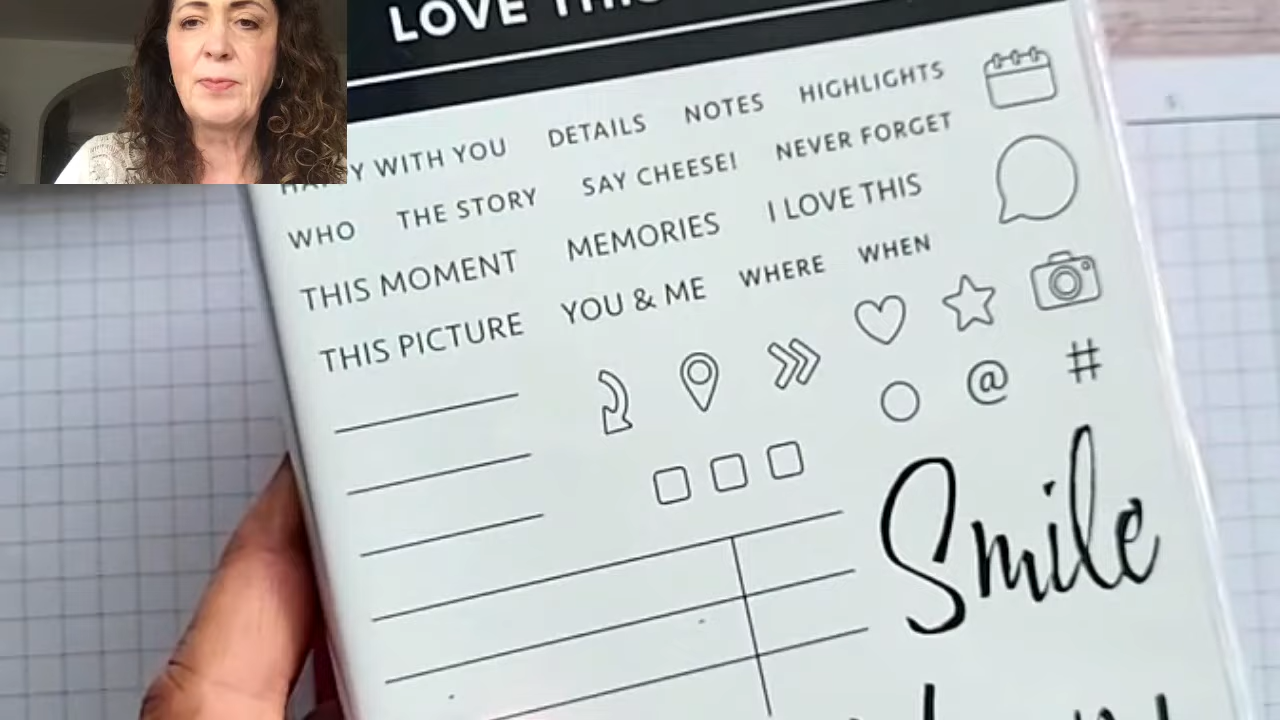 LOVE THIS
WITH YOU DETAILS NOTES HIGHLIGHTS
WHO THE STORY SAY CHEESE! NEVER FORGET
THIS MOMENT MEMORIES I LOVE THIS
THIS PICTURE YOU & ME WHERE WHEN
@ #
Smile